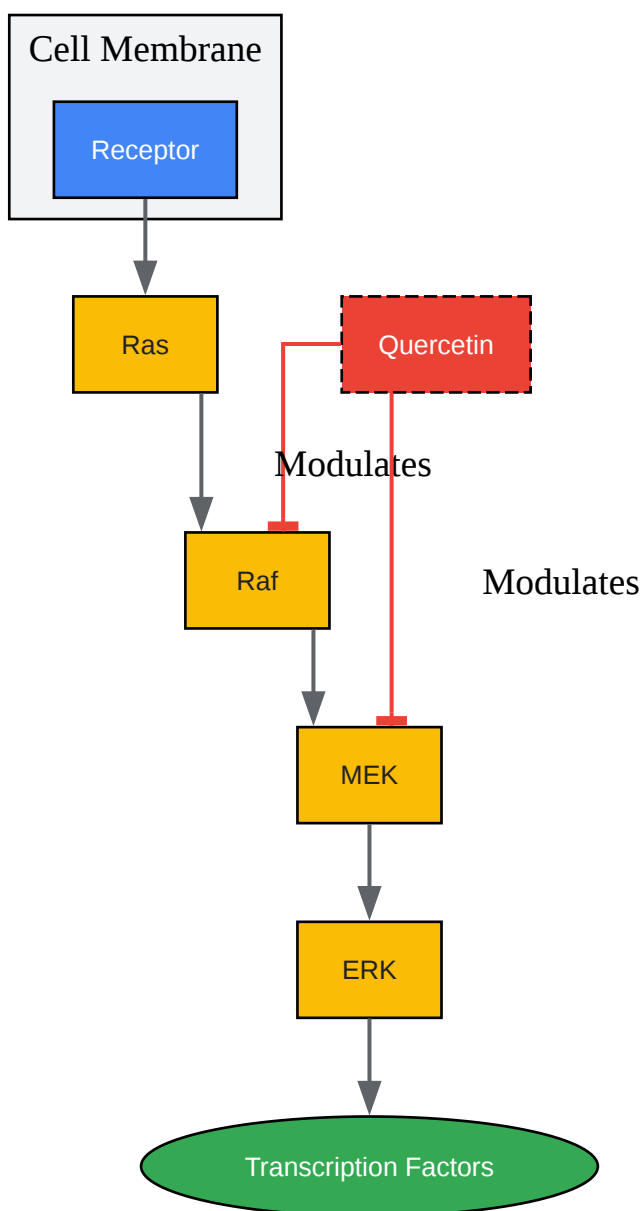 Cell Membrane
Receptor
Ras
Quercetin
Modulates
Raf
Modulates
MEK
ERK
Transcription Factors